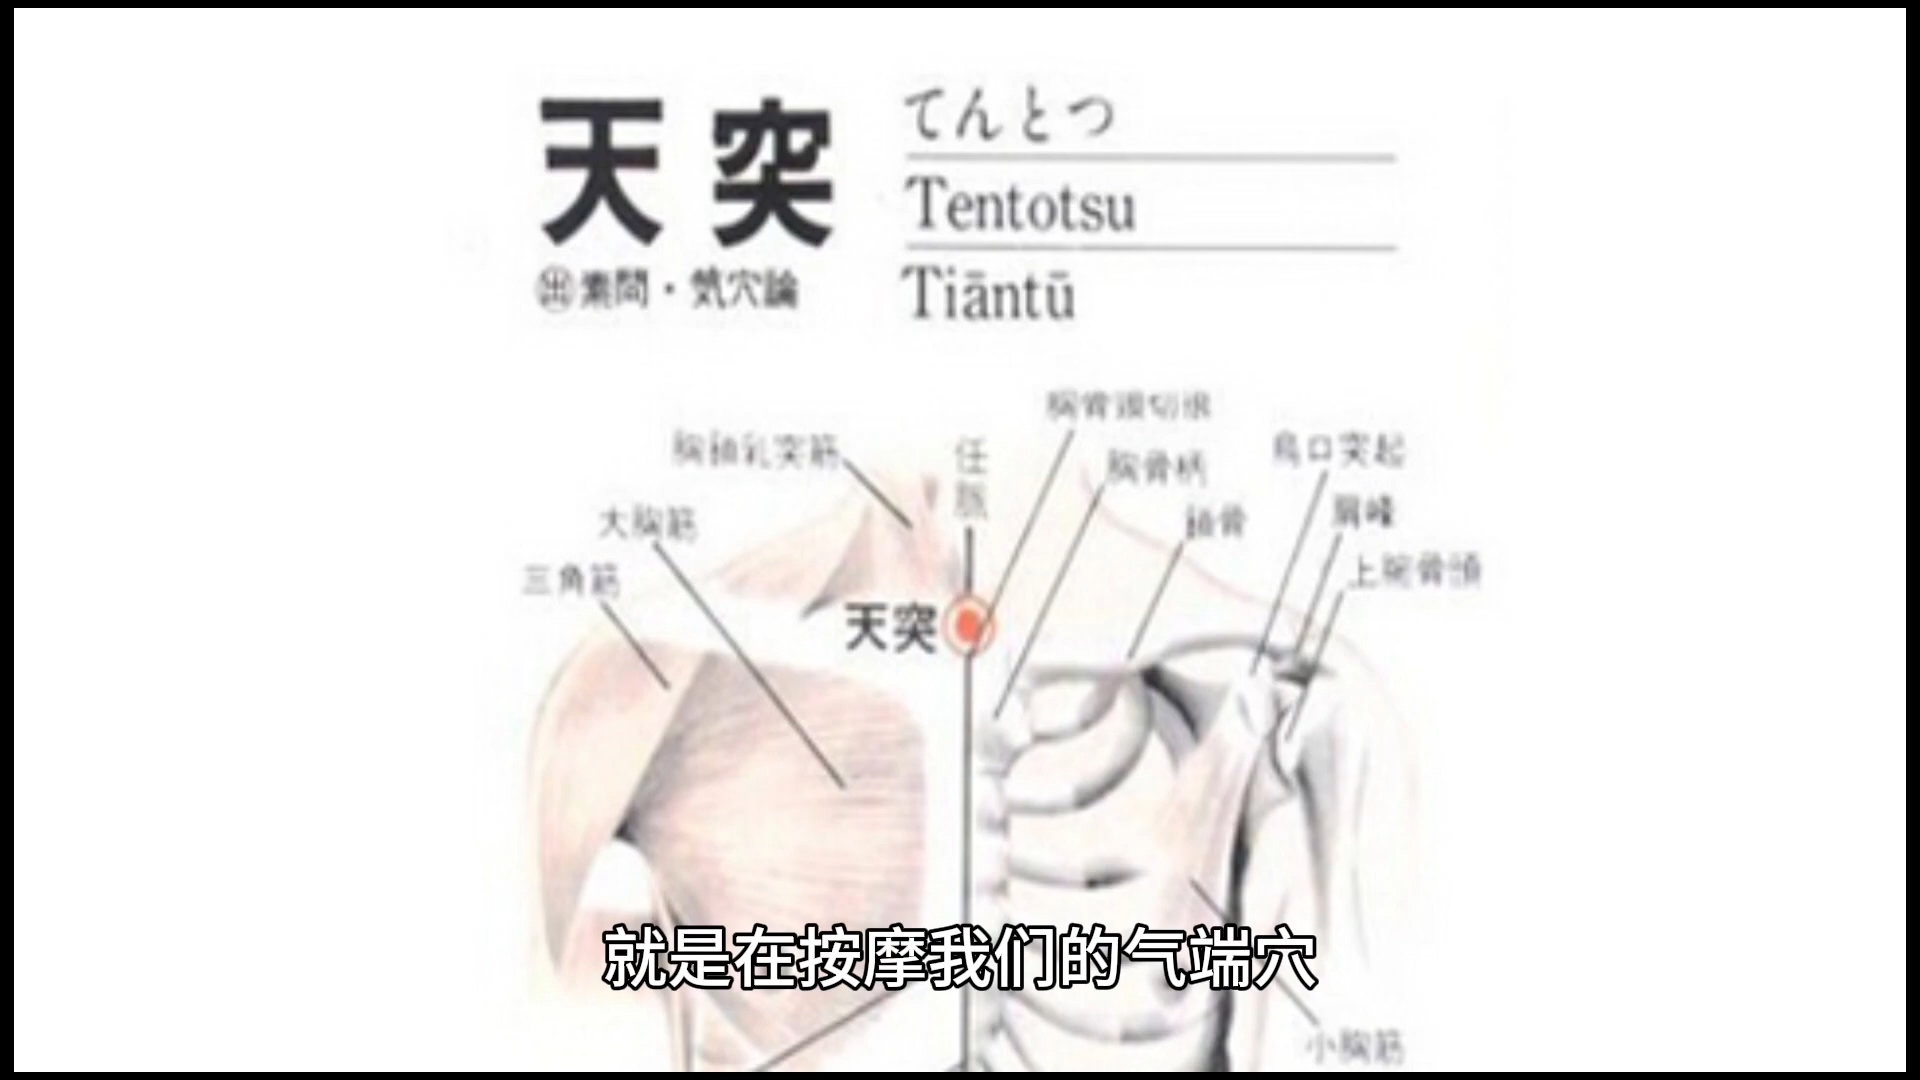 天突
てんとつ
Tentotsu
Tiāntū
㊐素問・気穴論
胸骨頚切痕
胸鎖乳突筋
任脈
胸骨柄
烏口突起
大胸筋
鎖骨
肩峰
三角筋
上腕骨頭
天突
就是在按摩我们的气端穴
小胸筋